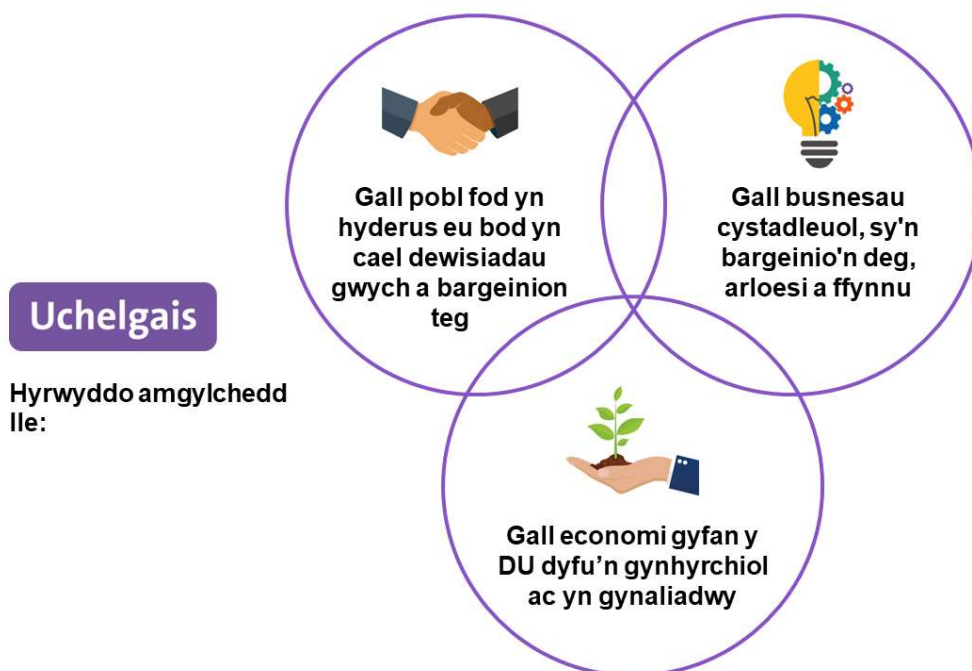 Uchelgais
Hyrwyddo amgylchedd
lle:
Gall pobl fod yn
hyderus eu bod yn
cael dewisiadau
gwych a bargeinion
teg
Gall busnesau
cystadleuol, sy'n
bargeinio'n deg,
arloesi a ffynnu
Gall economi gyfan y
DU dyfu’n gynhyrchiol
ac yn gynaliadwy